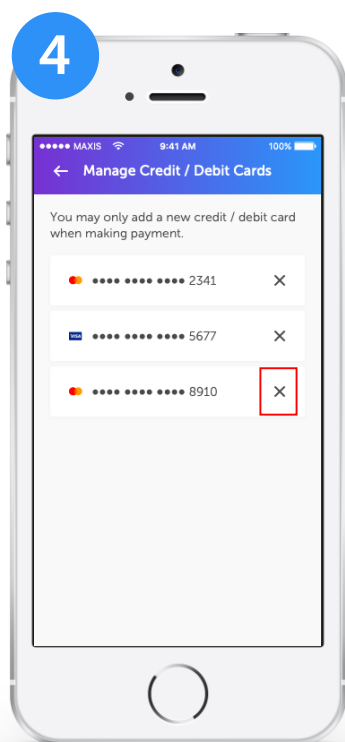 4
MAXIS 9:41 AM 100%
Manage Credit / Debit Cards
You may only add a new credit / debit card
when making payment.
•••• •••• •••• 2341
VISA •••• •••• •••• 5677
•••• •••• •••• 8910